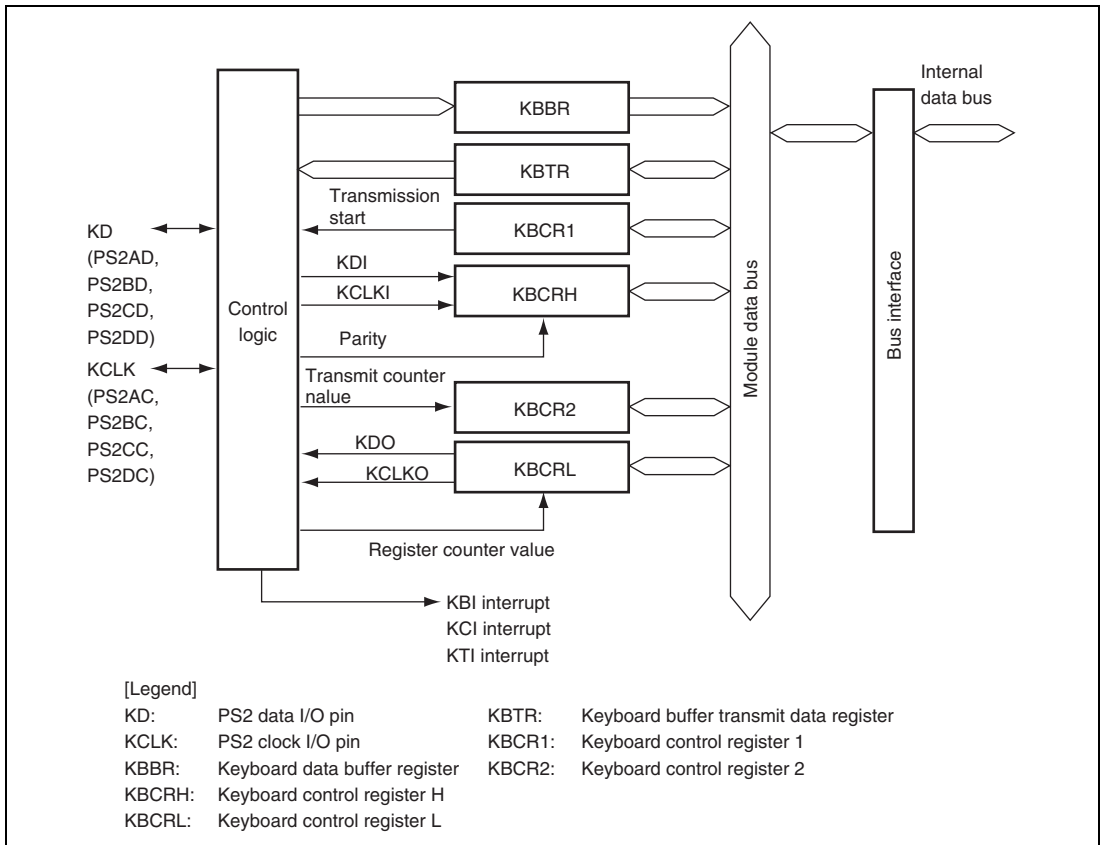 Internal
data bus
KBBR
KBTR
Transmission
start
KBCR1
KD
(PS2AD,
PS2BD,
PS2CD,
PS2DD)
KDI
KCLKI
KBCRH
Control
logic
Parity
Module data bus
Bus interface
KCLK
(PS2AC,
PS2BC,
PS2CC,
PS2DC)
Transmit counter
nalue
KBCR2
KDO
KCLKO
KBCRL
Register counter value
KBI interrupt
KCI interrupt
KTI interrupt
[Legend]
KD: PS2 data I/O pin
KCLK: PS2 clock I/O pin
KBBR: Keyboard data buffer register
KBCRH: Keyboard control register H
KBCRL: Keyboard control register L
KBTR: Keyboard buffer transmit data register
KBCR1: Keyboard control register 1
KBCR2: Keyboard control register 2